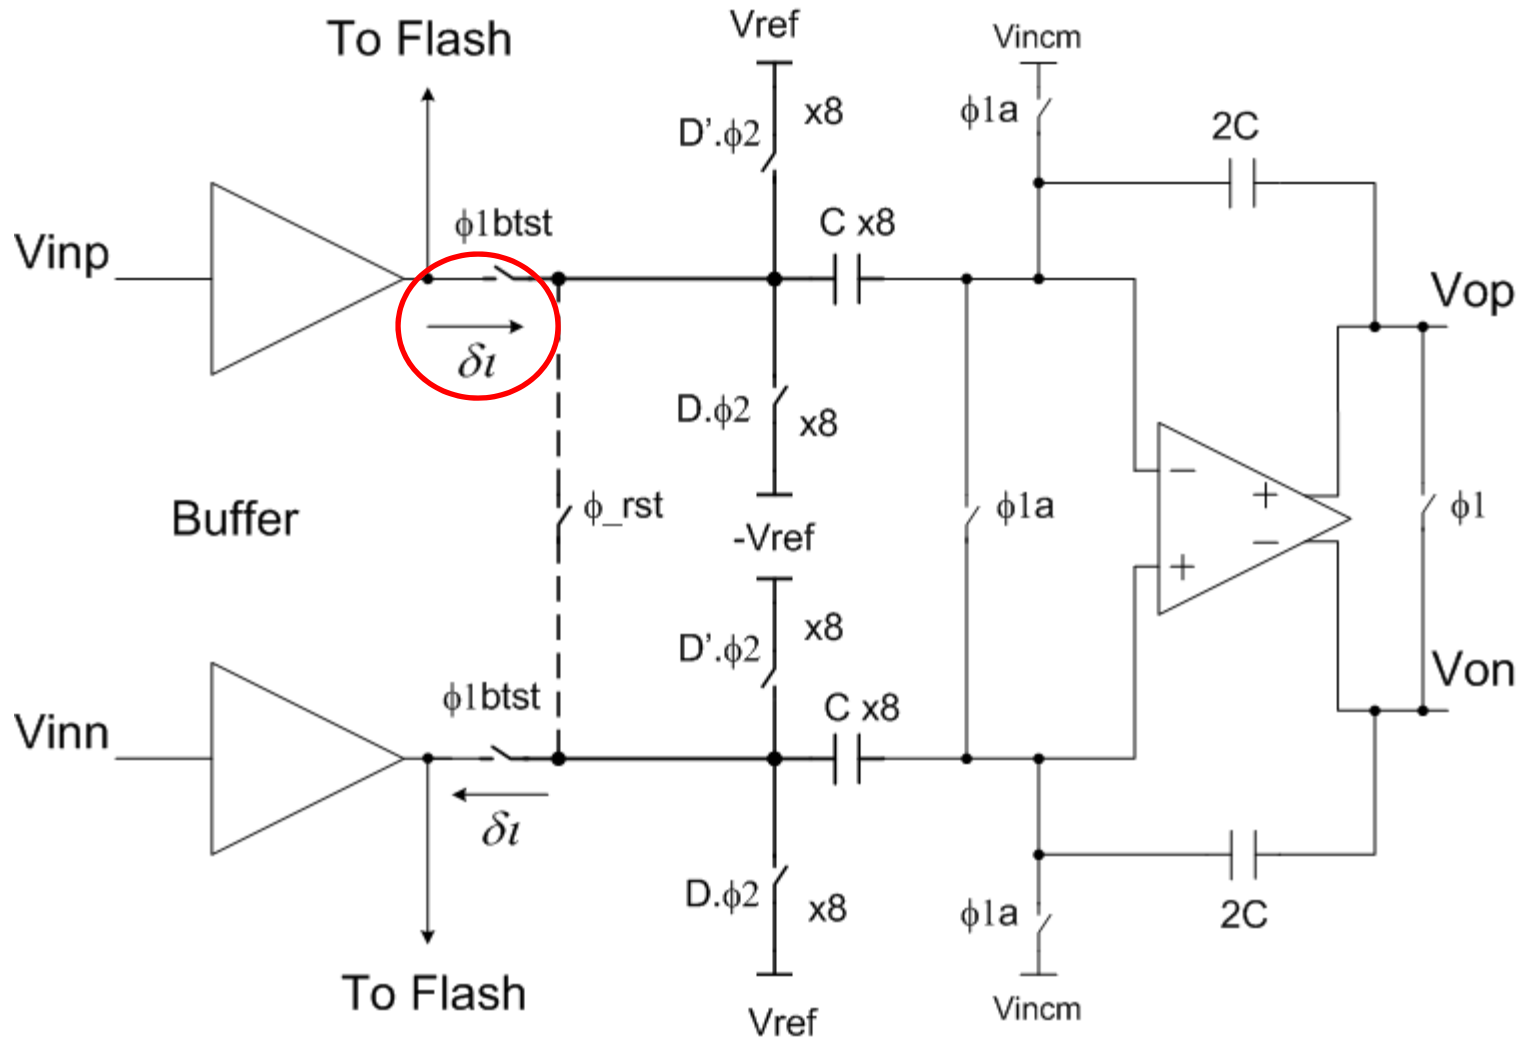 To Flash
Vref
Vincm
x8
ϕ1a
D'.ϕ2
2C
ϕ1btst
C x8
Vinp
Vop
δι
D.ϕ2
x8
Buffer
ϕ_rst
-Vref
ϕ1a
+
−
−
+
ϕ1
D'.ϕ2
x8
ϕ1btst
C x8
Vinn
Von
δι
D.ϕ2
x8
ϕ1a
2C
To Flash
Vref
Vincm